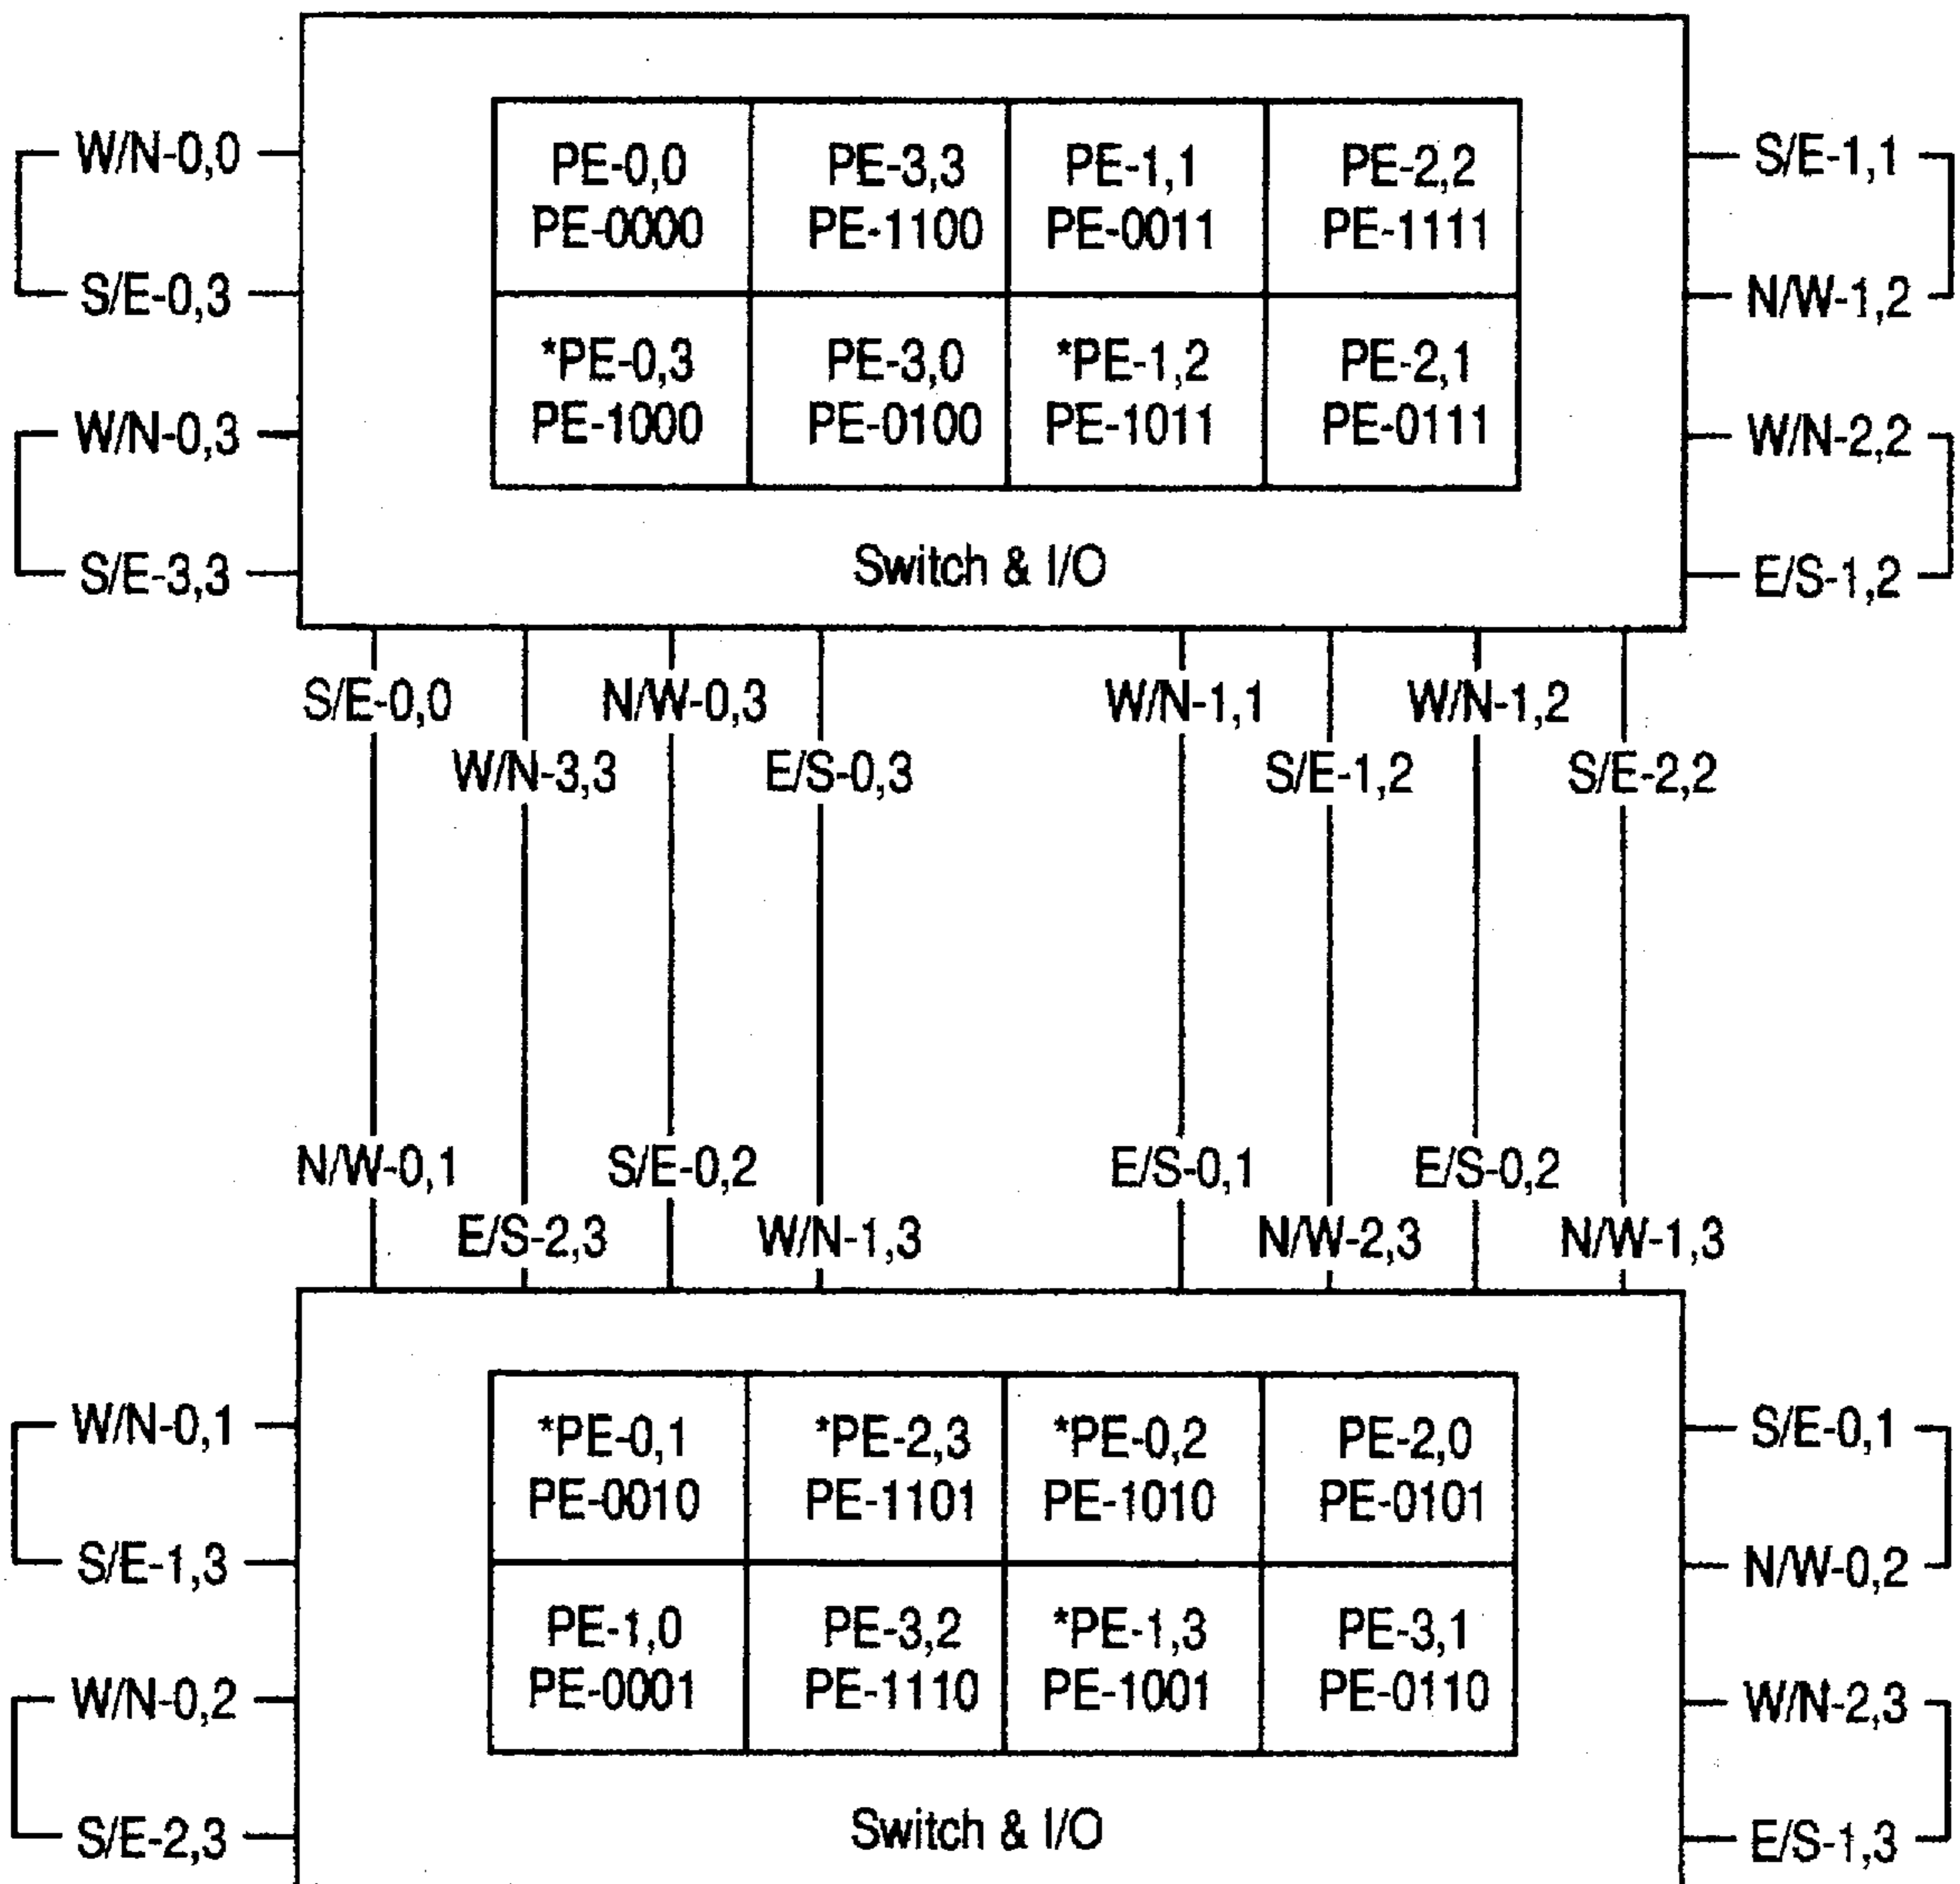 W/N-0,0
S/E-0,3
W/N-0,3
S/E-3,3
PE-0,0 PE-3,3 PE-1,1 PE-2,2
PE-0000 PE-1100 PE-0011 PE-1111
*PE-0,3 PE-3,0 *PE-1,2 PE-2,1
PE-1000 PE-0100 PE-1011 PE-0111
Switch & I/O
S/E-1,1
N/W-1,2
W/N-2,2
E/S-1,2
S/E-0,0 N/W-0,3 W/N-1,1 W/N-1,2
W/N-3,3 E/S-0,3 S/E-1,2 S/E-2,2
N/W-0,1 S/E-0,2 E/S-0,1 E/S-0,2
E/S-2,3 W/N-1,3 N/W-2,3 N/W-1,3
W/N-0,1
S/E-1,3
W/N-0,2
S/E-2,3
*PE-0,1 *PE-2,3 *PE-0,2 PE-2,0
PE-0010 PE-1101 PE-1010 PE-0101
PE-1,0 PE-3,2 *PE-1,3 PE-3,1
PE-0001 PE-1110 PE-1001 PE-0110
Switch & I/O
S/E-0,1
N/W-0,2
W/N-2,3
E/S-1,3